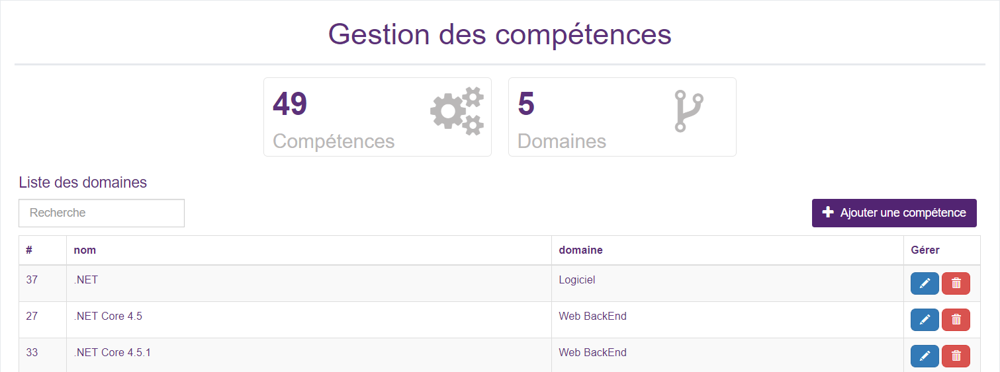 Gestion des compétences
49
Compétences
5
Domaines
Liste des domaines
Recherche
Ajouter une compétence
# nom domaine Gérer
37 .NET Logiciel
27 .NET Core 4.5 Web BackEnd
33 .NET Core 4.5.1 Web BackEnd